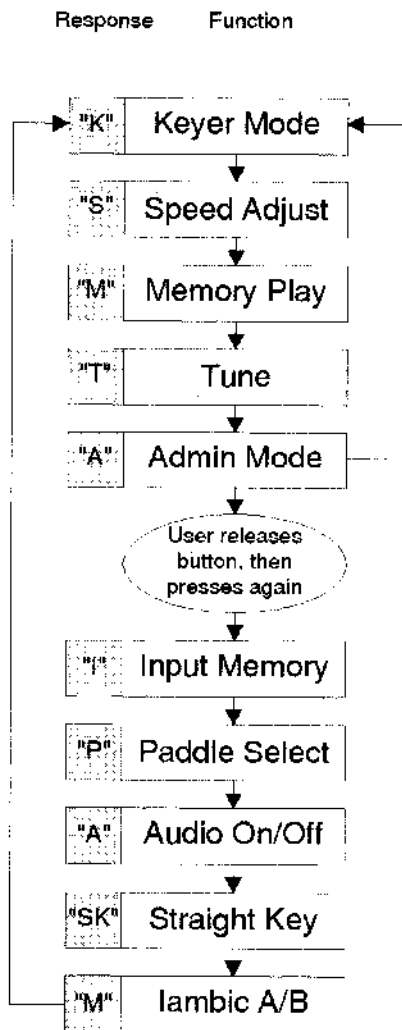 Response Function
"K" Keyer Mode
"S" Speed Adjust
"M" Memory Play
"T" Tune
"A" Admin Mode
User releases
button, then
presses again
"I" Input Memory
"P" Paddle Select
"A" Audio On/Off
"SK" Straight Key
"M" Iambic A/B